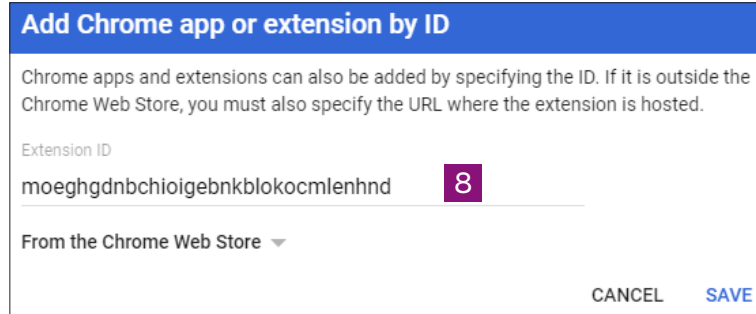 Add Chrome app or extension by ID
Chrome apps and extensions can also be added by specifying the ID. If it is outside the
Chrome Web Store, you must also specify the URL where the extension is hosted.
Extension ID
moeghgdnbchioigebnkblokocmlenhnd 8
From the Chrome Web Store
CANCEL SAVE